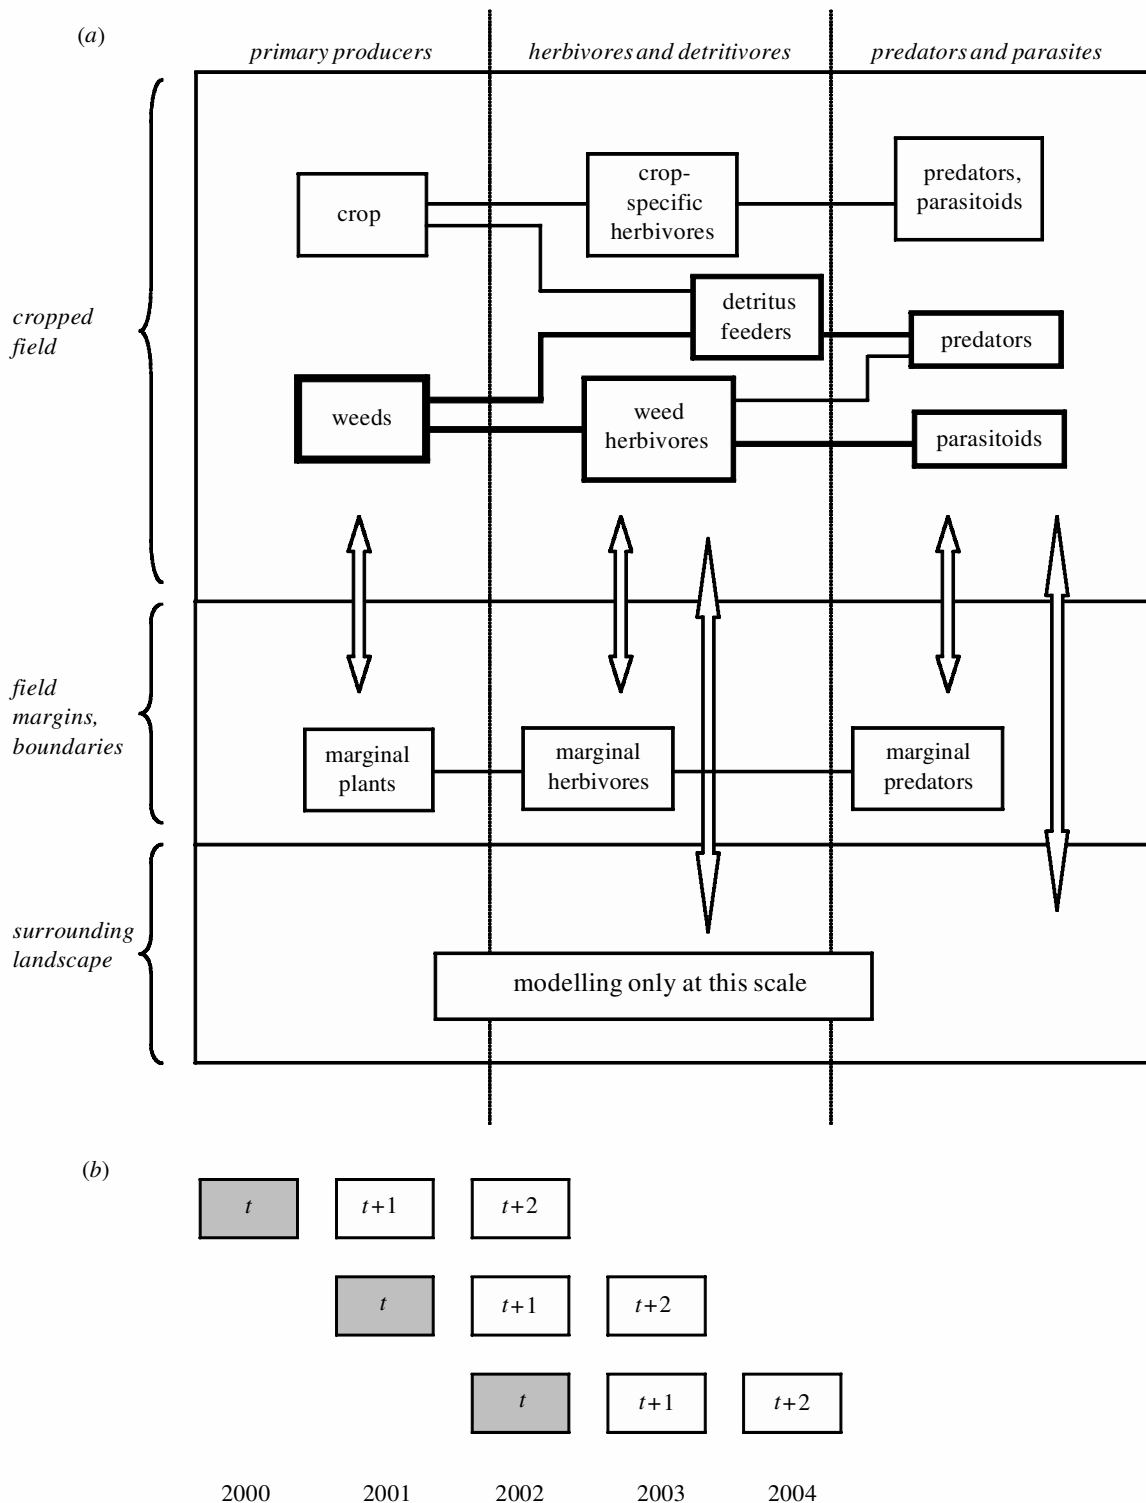 (a)
primary producers
herbivores and detritivores
predators and parasites
crop
crop-
specific
herbivores
predators,
parasitoids
detritus
feeders
predators
weeds
weed
herbivores
parasitoids
cropped
field
field
margins,
boundaries
marginal
plants
marginal
herbivores
marginal
predators
surrounding
landscape
modelling only at this scale
(b)
t
t+1
t+2
t
t+1
t+2
t
t+1
t+2
2000
2001
2002
2003
2004